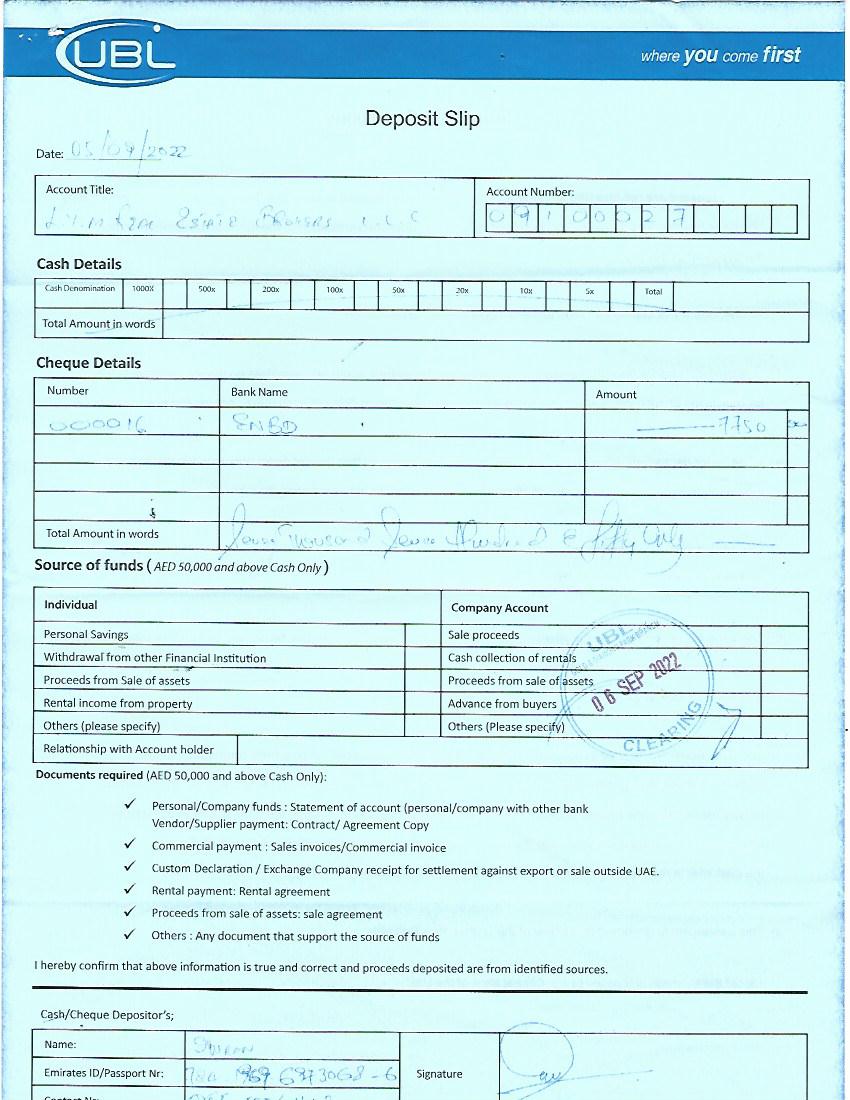 UBL
where you come first
Deposit Slip
Date: 05/09/2022
Account Title:
Account Number:
Estate Brokers L.L.C
0 9 1 0 0 0 2 7
Cash Details
Cash Denomination 1000X 500x 200x 100x 50x 20x 10x 5x Total
Total Amount in words
Cheque Details
Number Bank Name Amount
000016 ENBD 7750
Total Amount in words Seven Thousand Seven Hundred & Fifty Only
Source of funds ( AED 50,000 and above Cash Only )
Individual Company Account
Personal Savings Sale proceeds
Withdrawal from other Financial Institution Cash collection of rentals
Proceeds from Sale of assets Proceeds from sale of assets
Rental income from property Advance from buyers
Others (please specify) Others (Please specify)
Relationship with Account holder
UBL
06 SEP 2022
CLEARING
Documents required (AED 50,000 and above Cash Only):
✓ Personal/Company funds : Statement of account (personal/company with other bank
Vendor/Supplier payment: Contract/ Agreement Copy
✓ Commercial payment : Sales invoices/Commercial invoice
✓ Custom Declaration / Exchange Company receipt for settlement against export or sale outside UAE.
✓ Rental payment: Rental agreement
✓ Proceeds from sale of assets: sale agreement
✓ Others : Any document that support the source of funds
I hereby confirm that above information is true and correct and proceeds deposited are from identified sources.
Cash/Cheque Depositor's;
Name:
Emirates ID/Passport Nr: Signature